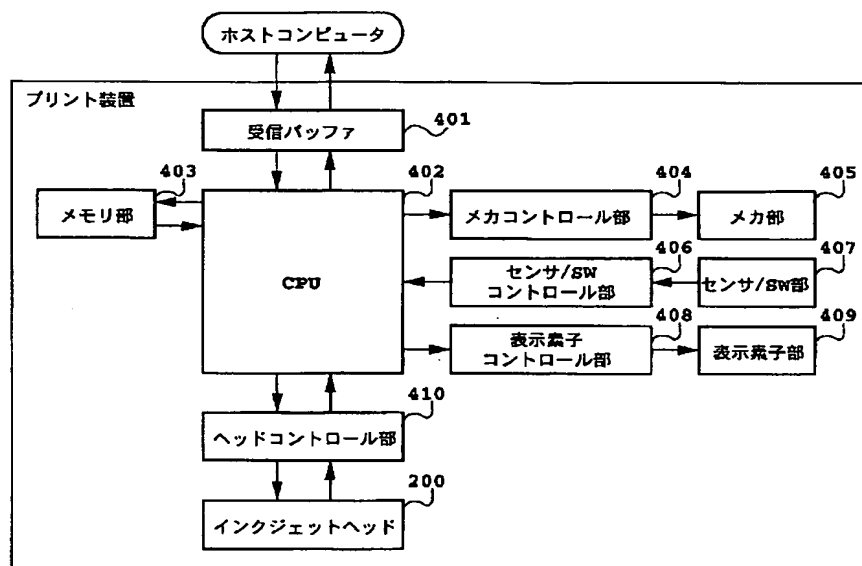 ホストコンピュータ
プリント装置
受信バッファ
401
403
402
404
405
メモリ部
メカコントロール部
メカ部
406
407
CPU
センサ/SW
コントロール部
センサ/SW部
408
409
表示素子
コントロール部
表示素子部
410
ヘッドコントロール部
200
インクジェットヘッド